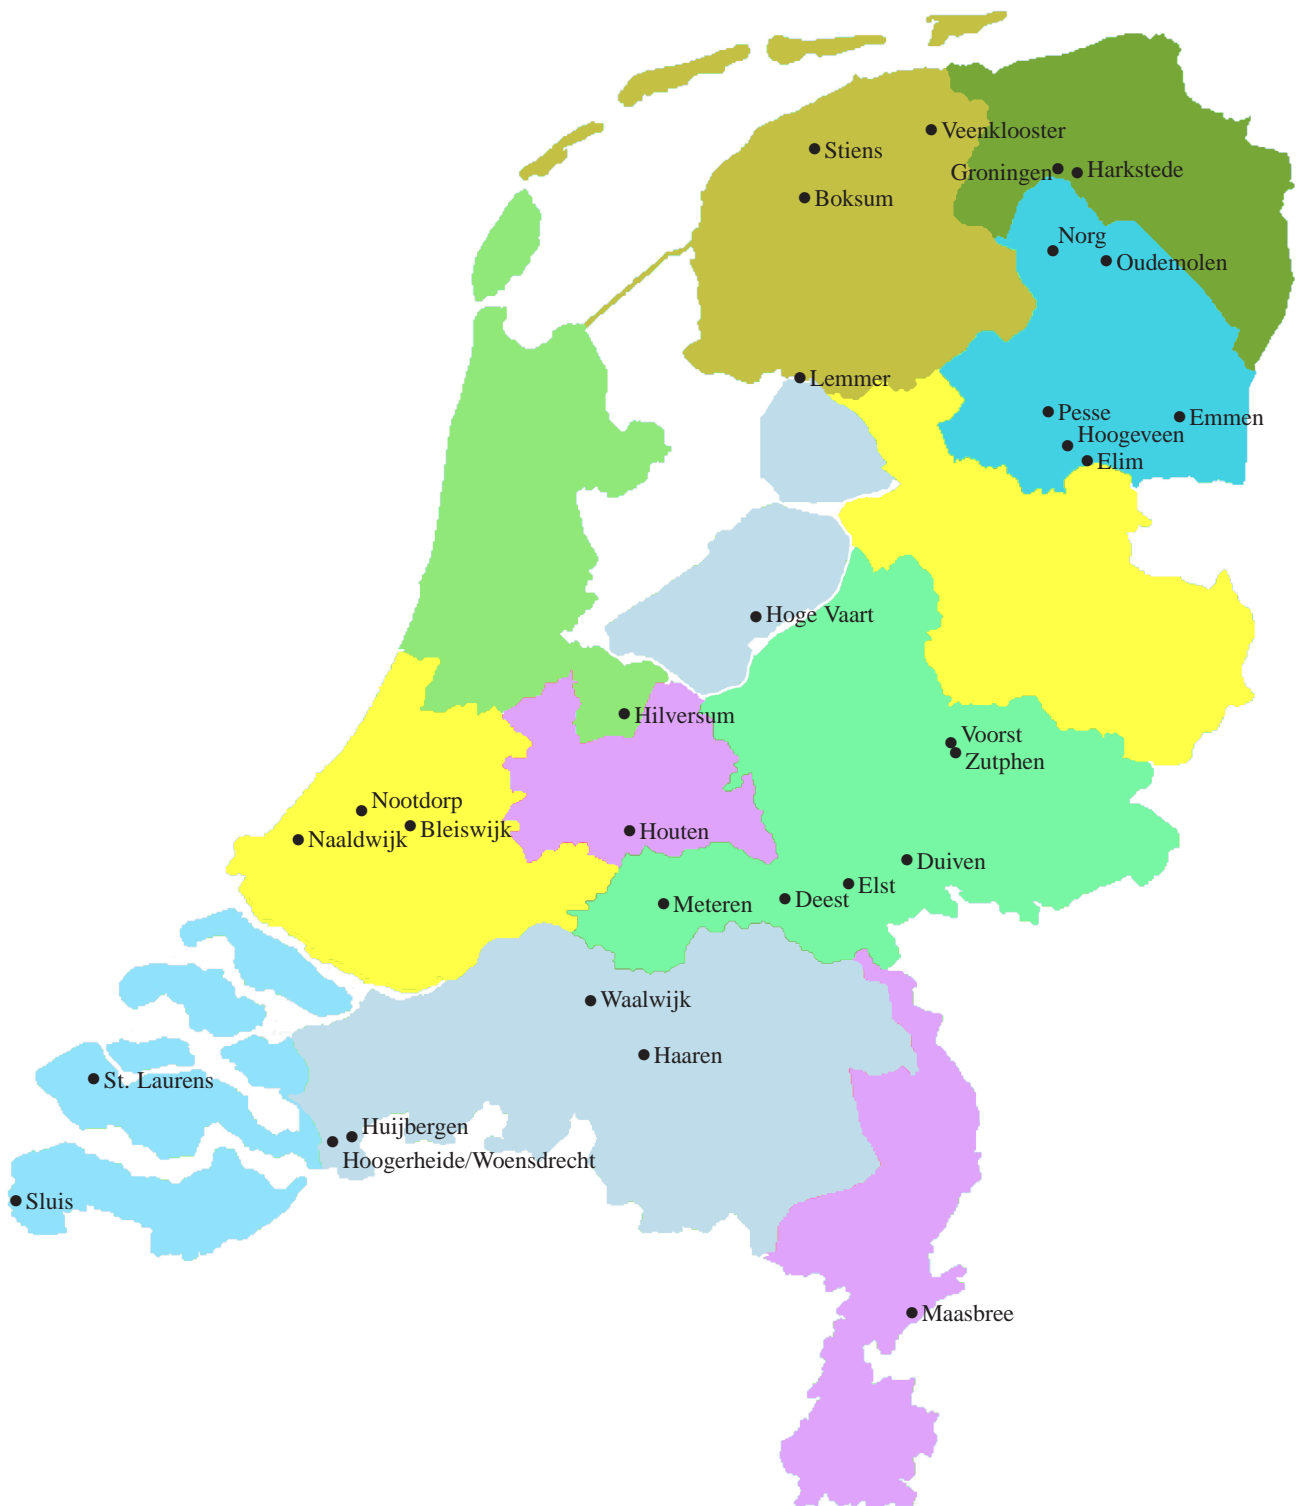 Veenklooster
Stiens
Groningen
Harkstede
Boksum
Norg
Oudemolen
Lemmer
Pesse
Emmen
Hoogeveen
Elim
Hoge Vaart
Hilversum
Voorst
Zutphen
Nootdorp
Bleiswijk
Naaldwijk
Houten
Duiven
Elst
Deest
Meteren
Waalwijk
Haaren
St. Laurens
Huijbergen
Hoogerheide/Woensdrecht
Sluis
Maasbree